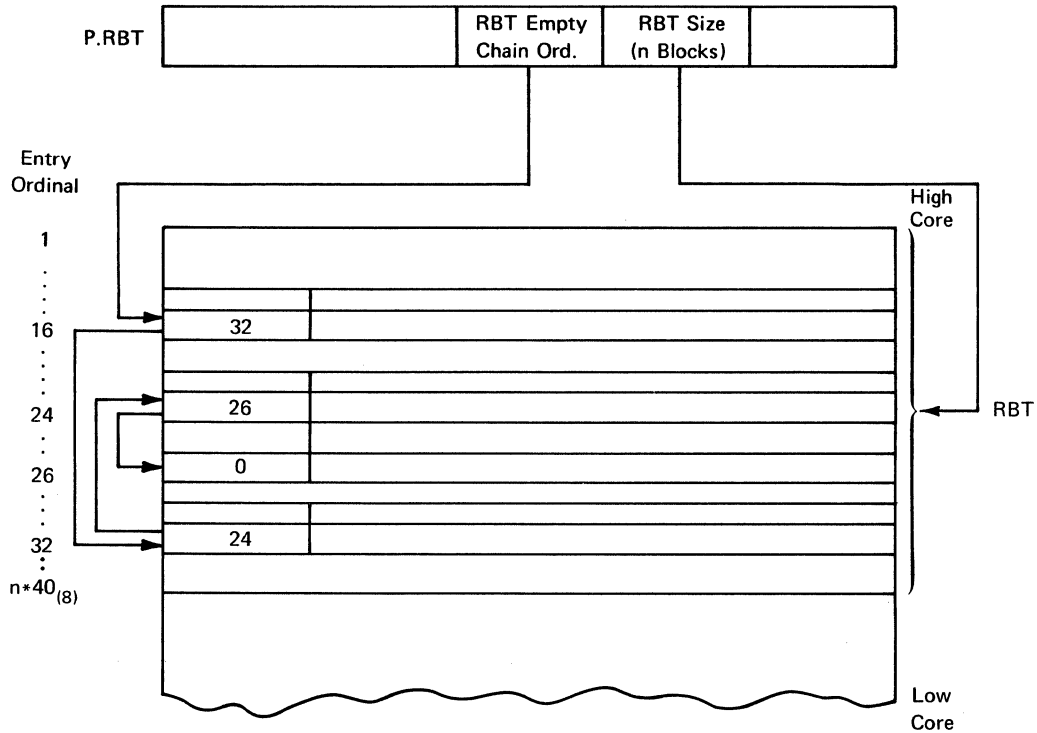 P.RBT
RBT Empty
Chain Ord.
RBT Size
(n Blocks)
Entry
Ordinal
High
Core
1
16
32
24
26
26
0
32
24
n*40(8)
RBT
Low
Core